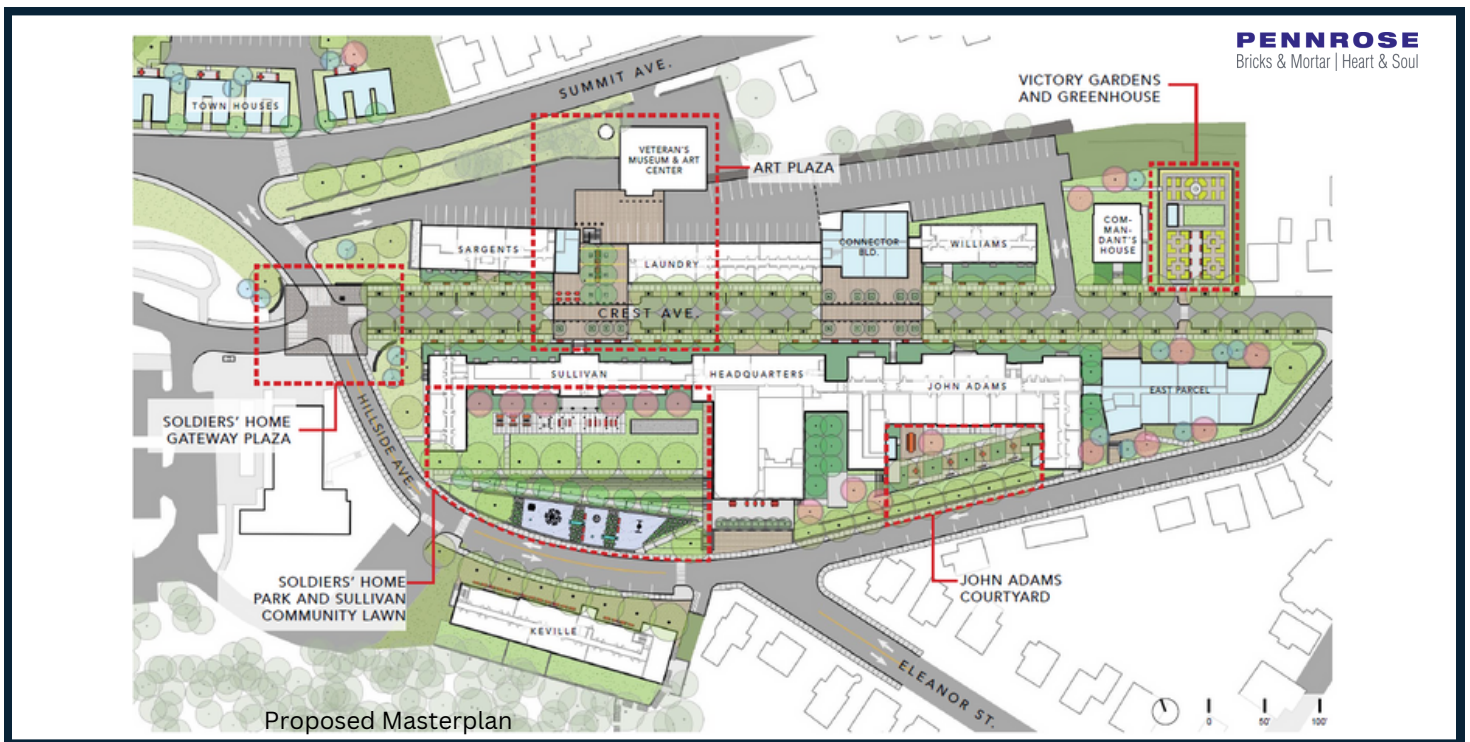 PENNROSE
Bricks & Mortar | Heart & Soul
VICTORY GARDENS
AND GREENHOUSE
SUMMIT AVE.
TOWN HOUSES
VETERAN'S
MUSEUM & ART
CENTER
ART PLAZA
SARGENTS
LAUNDRY
CONNECTOR
BLD.
WILLIAMS
COM-
MAN-
DANT'S
HOUSE
CREST AVE.
SULLIVAN
HEADQUARTERS
JOHN ADAMS
EAST PARCEL
SOLDIERS' HOME
GATEWAY PLAZA
HILLSIDE AVE.
SOLDIERS' HOME
PARK AND SULLIVAN
COMMUNITY LAWN
JOHN ADAMS
COURTYARD
KEVILLE
ELEANOR ST.
Proposed Masterplan
0 50' 100'